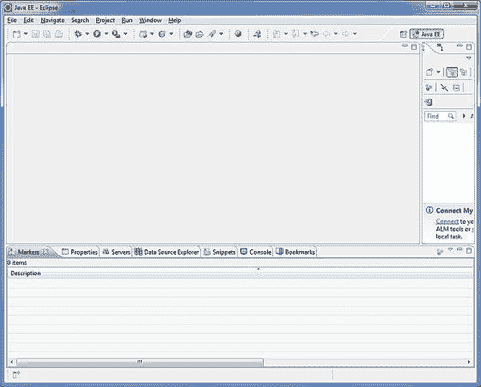 Java EE - Eclipse
File Edit Navigate Search Project Run Window Help
Java EE
Find
Connect My
Connect to yo
ALM tools or
local task.
Markers Properties Servers Data Source Explorer Snippets Console Bookmarks
0 items
Description